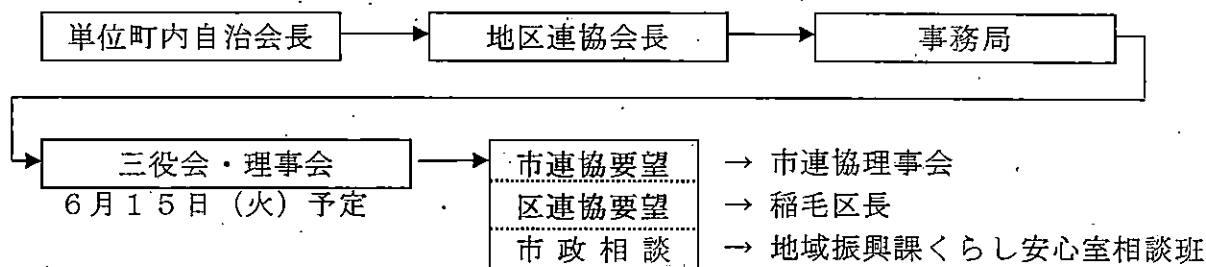 単位町内自治会長 → 地区連協会長 → 事務局
三役会・理事会 → 市連協要望 → 市連協理事会
6月15日(火)予定 区連協要望 → 稲毛区長
市政相談 → 地域振興課くらし安心室相談班